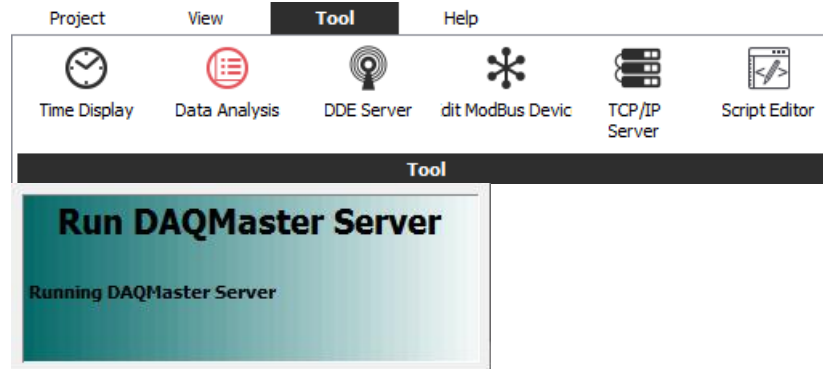 Project View Tool Help
Time Display Data Analysis DDE Server dit ModBus Devic TCP/IP Server Script Editor
Tool
Run DAQMaster Server
Running DAQMaster Server